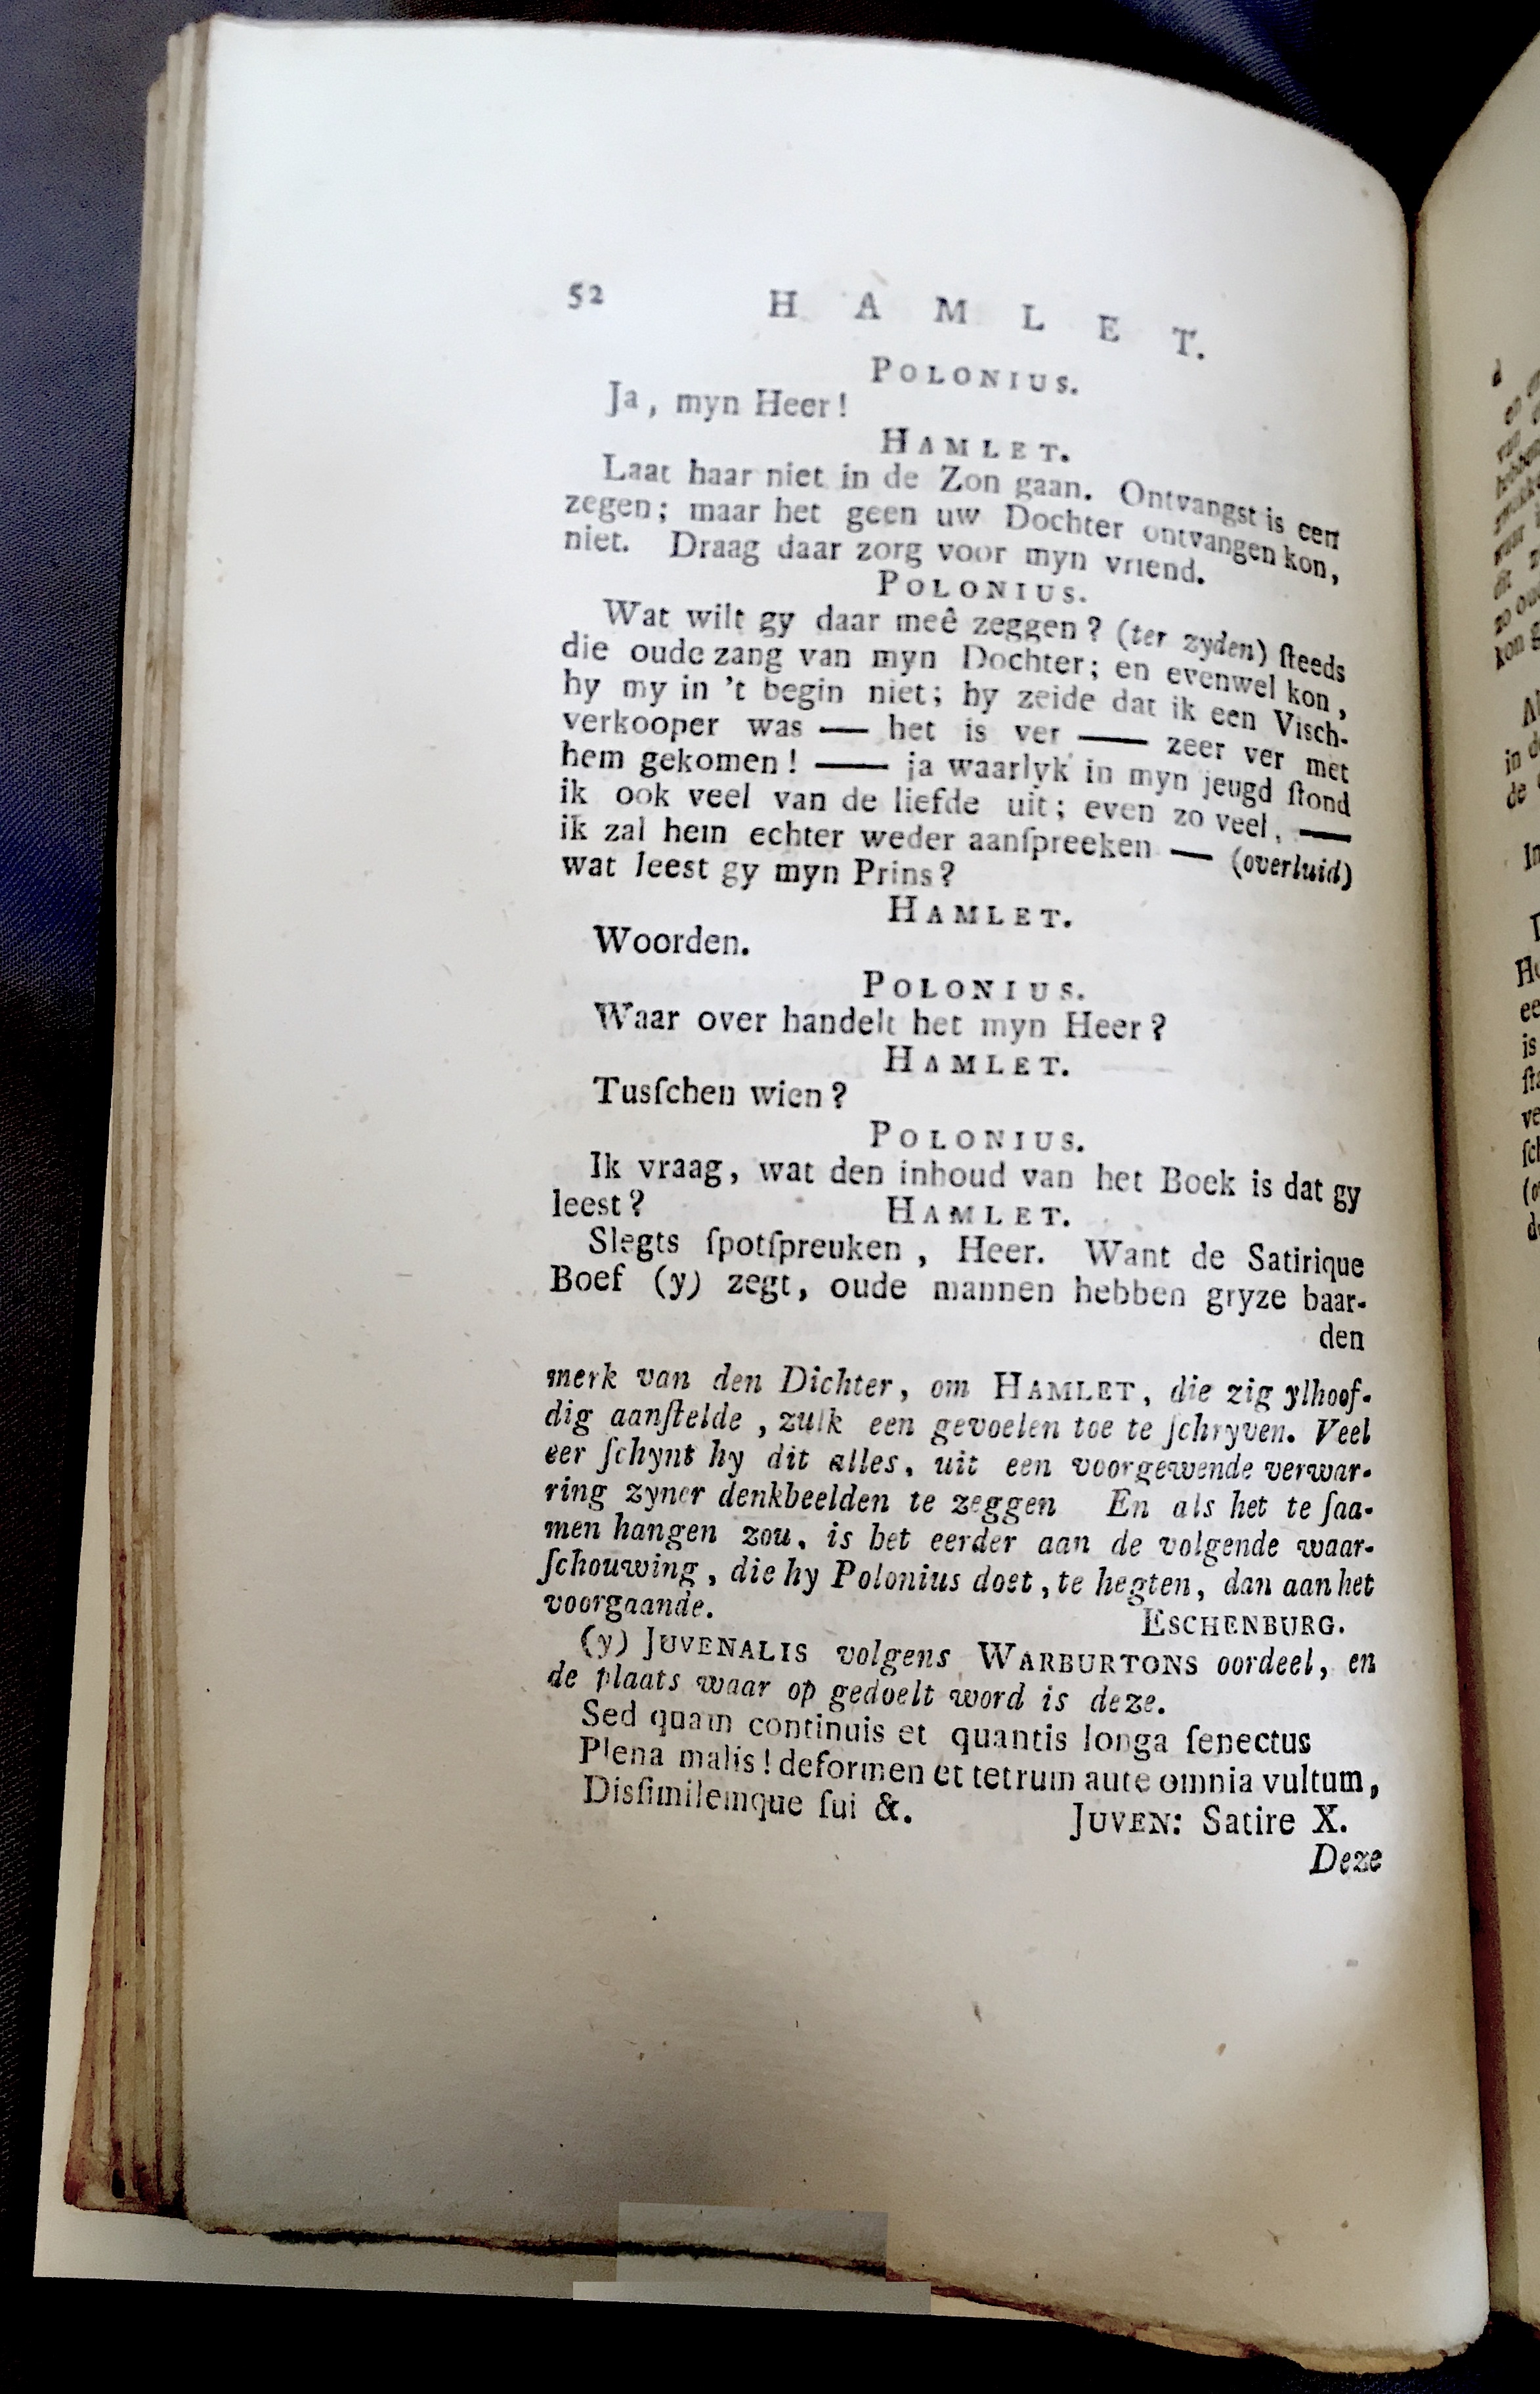 52 HAMLET.
POLONIUS.
Ja, myn Heer!
HAMLET.
Laat haar niet in de Zon gaan. Ontvangst is een
zegen; maar het geen uw Dochter ontvangen kon,
niet. Draag daar zorg voor myn vriend.
POLONIUS.
Wat wilt gy daar meê zeggen? (ter zyden) ſteeds
die oude zang van myn Dochter; en evenwel kon,
hy my in 't begin niet; hy zeide dat ik een Visch-
verkooper was — het is ver — zeer ver met
hem gekomen! — ja waarlyk in myn jeugd ſtond
ik ook veel van de liefde uit; even zo veel, —
ik zal hem echter weder aanſpreeken — (overluid)
wat leest gy myn Prins?
HAMLET.
Woorden.
POLONIUS.
Waar over handelt het myn Heer?
HAMLET.
Tusſchen wien?
POLONIUS.
Ik vraag, wat den inhoud van het Boek is dat gy
leest?
HAMLET.
Slegts ſpotſpreuken, Heer. Want de Satirique
Boef (y) zegt, oude mannen hebben gryze baar-
den
merk van den Dichter, om HAMLET, die zig ylhoof-
dig aanſtelde, zulk een gevoelen toe te ſchryven. Veel
eer ſchynt hy dit alles, uit een voorgewende verwar-
ring zyner denkbeelden te zeggen En als het te ſaa-
men hangen zou, is het eerder aan de volgende waar-
ſchouwing, die hy Polonius doet, te hegten, dan aan het
voorgaande.
ESCHENBURG.
(y) JUVENALIS volgens WARBURTONS oordeel, en
de plaats waar op gedoelt word is deze.
Sed quam continuis et quantis longa ſenectus
Plena malis! deformen et tetrum aute omnia vultum,
Disſimilemque ſui &.
JUVEN: Satire X.
Deze